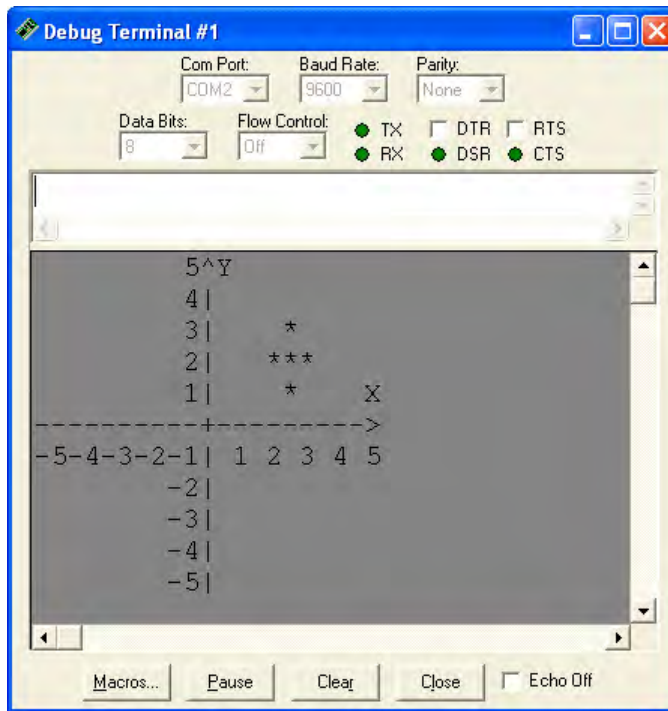 Debug Terminal #1
Com Port: Baud Rate: Parity:
COM2 9600 None
Data Bits: Flow Control: TX DTR RTS
8 Off RX DSR CTS
5^Y
4|
3|    *
2|   ***
1|    *    X
----------+--------->
-5-4-3-2-1| 1 2 3 4 5
-2|
-3|
-4|
-5|
Macros... Pause Clear Close Echo Off